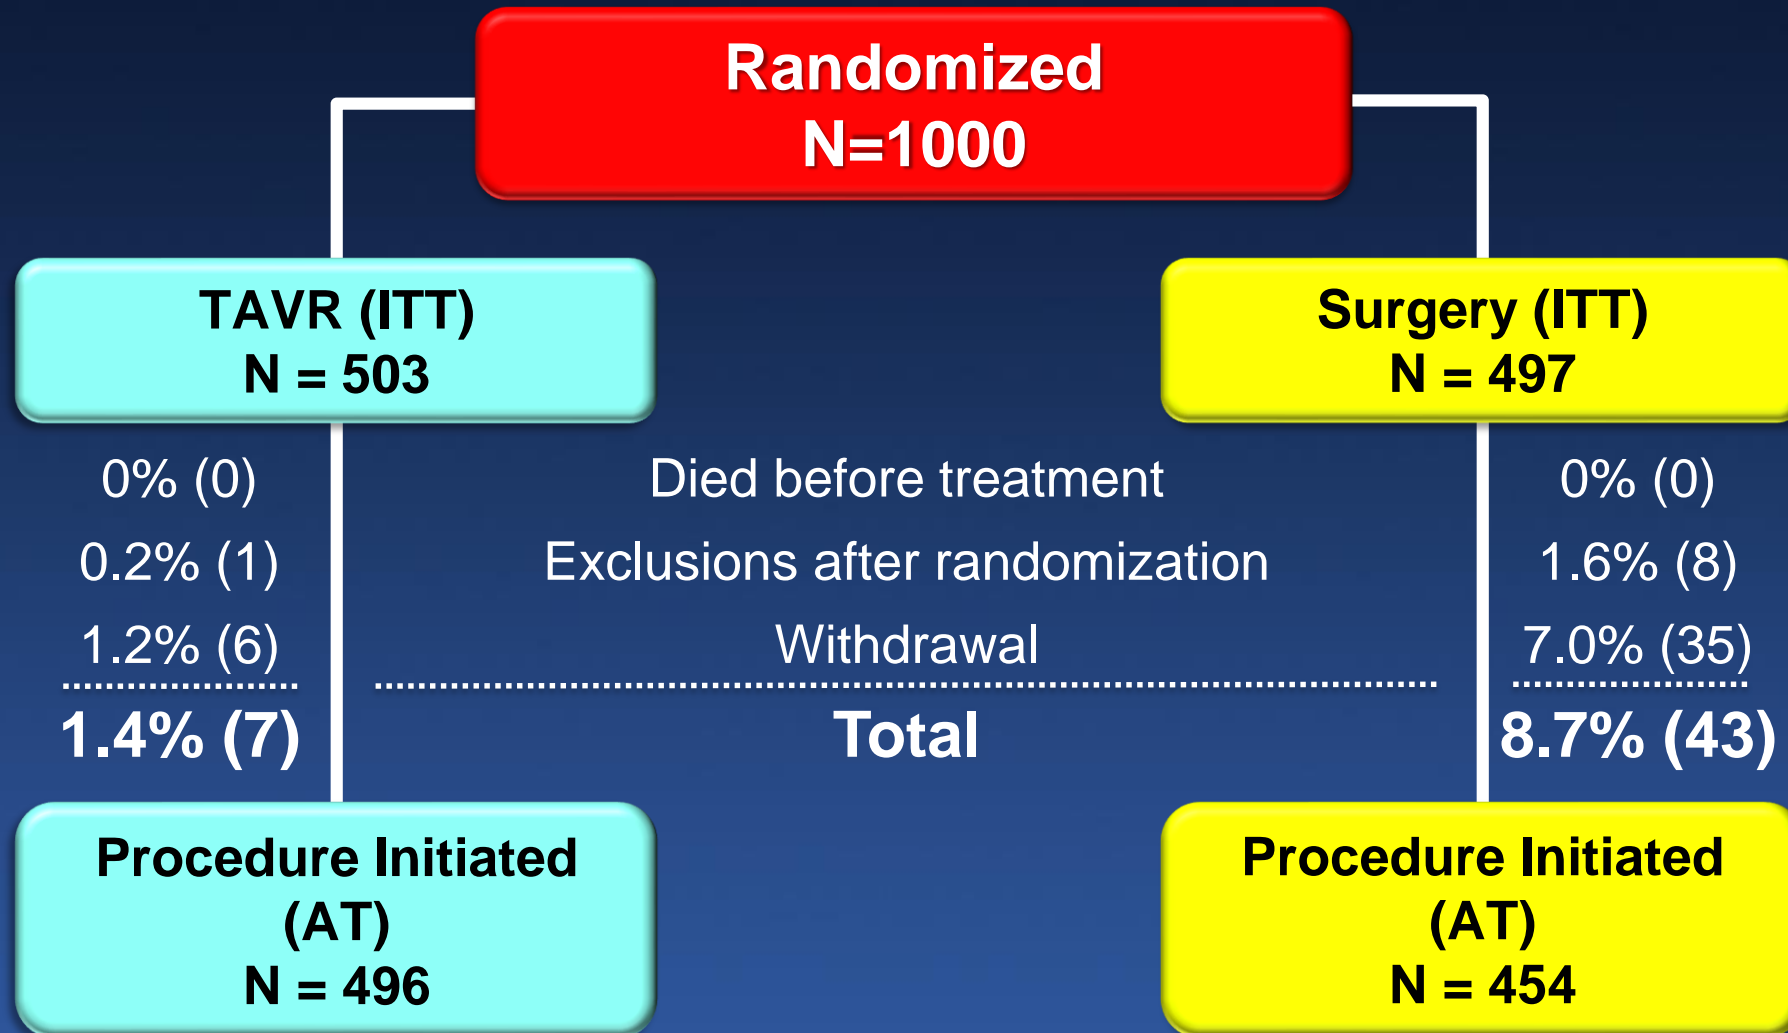 Randomized
N=1000
TAVR (ITT)
N = 503
Surgery (ITT)
N = 497
0% (0) Died before treatment 0% (0)
0.2% (1) Exclusions after randomization 1.6% (8)
1.2% (6) Withdrawal 7.0% (35)
1.4% (7) Total 8.7% (43)
Procedure Initiated
(AT)
N = 496
Procedure Initiated
(AT)
N = 454